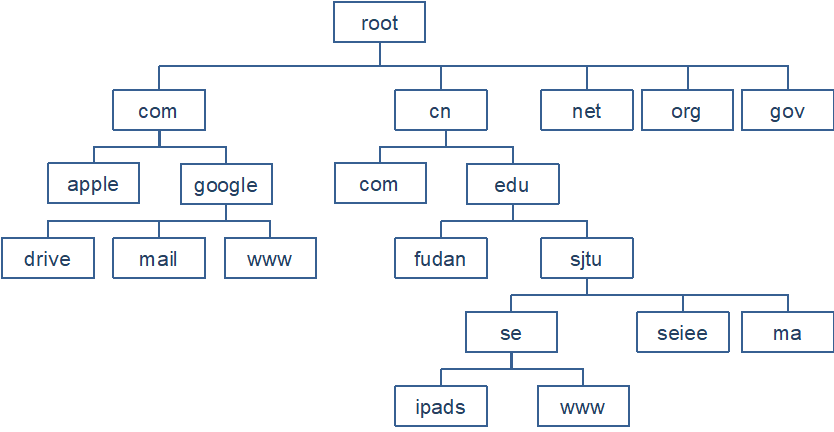 root
com
cn
net
org
gov
apple
google
com
edu
drive
mail
www
fudan
sjtu
se
seiee
ma
ipads
www